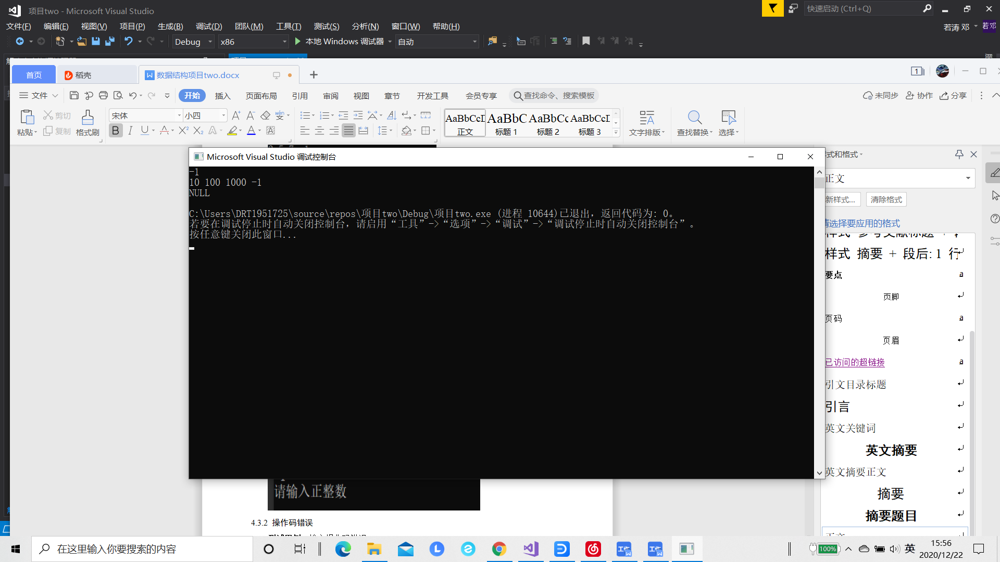 项目two - Microsoft Visual Studio
快速启动 (Ctrl+Q)
文件(F) 编辑(E) 视图(V) 项目(P) 生成(B) 调试(D) 团队(M) 工具(T) 测试(S) 分析(N) 窗口(W) 帮助(H)
若涛 邓 若邓
Debug x86 本地 Windows 调试器 自动
首页 稻壳 数据结构项目two.docx
文件 开始 插入 页面布局 引用 审阅 视图 章节 开发工具 会员专享 查找命令、搜索模板 未同步 协作 分享
粘贴 剪切 复制 格式刷 宋体 小四
AaBbCcD AaBbC AaBbCc AaBbCcD
正文 标题 1 标题 2 标题 3 文字排版 查找替换 选择
Microsoft Visual Studio 调试控制台
-1
10 100 1000 -1
NULL
C:\Users\DRT1951725\source\repos\项目two\Debug\项目two.exe (进程 10644)已退出，返回代码为: 0。
若要在调试停止时自动关闭控制台，请启用“工具”->“选项”->“调试”->“调试停止时自动关闭控制台”。
按任意键关闭此窗口...
式和格式
正文
新样式... 清除格式
请选择要应用的格式
样式 摘要 + 段后: 1 行
要点 a
页脚
页码 a
页眉
已访问的超链接 a
引文目录标题
引言
英文关键词
英文摘要
英文摘要正文
摘要
摘要题目
正文
请输入正整数
4.3.2 操作码错误
在这里输入你要搜索的内容
100%
英
15:56
2020/12/22